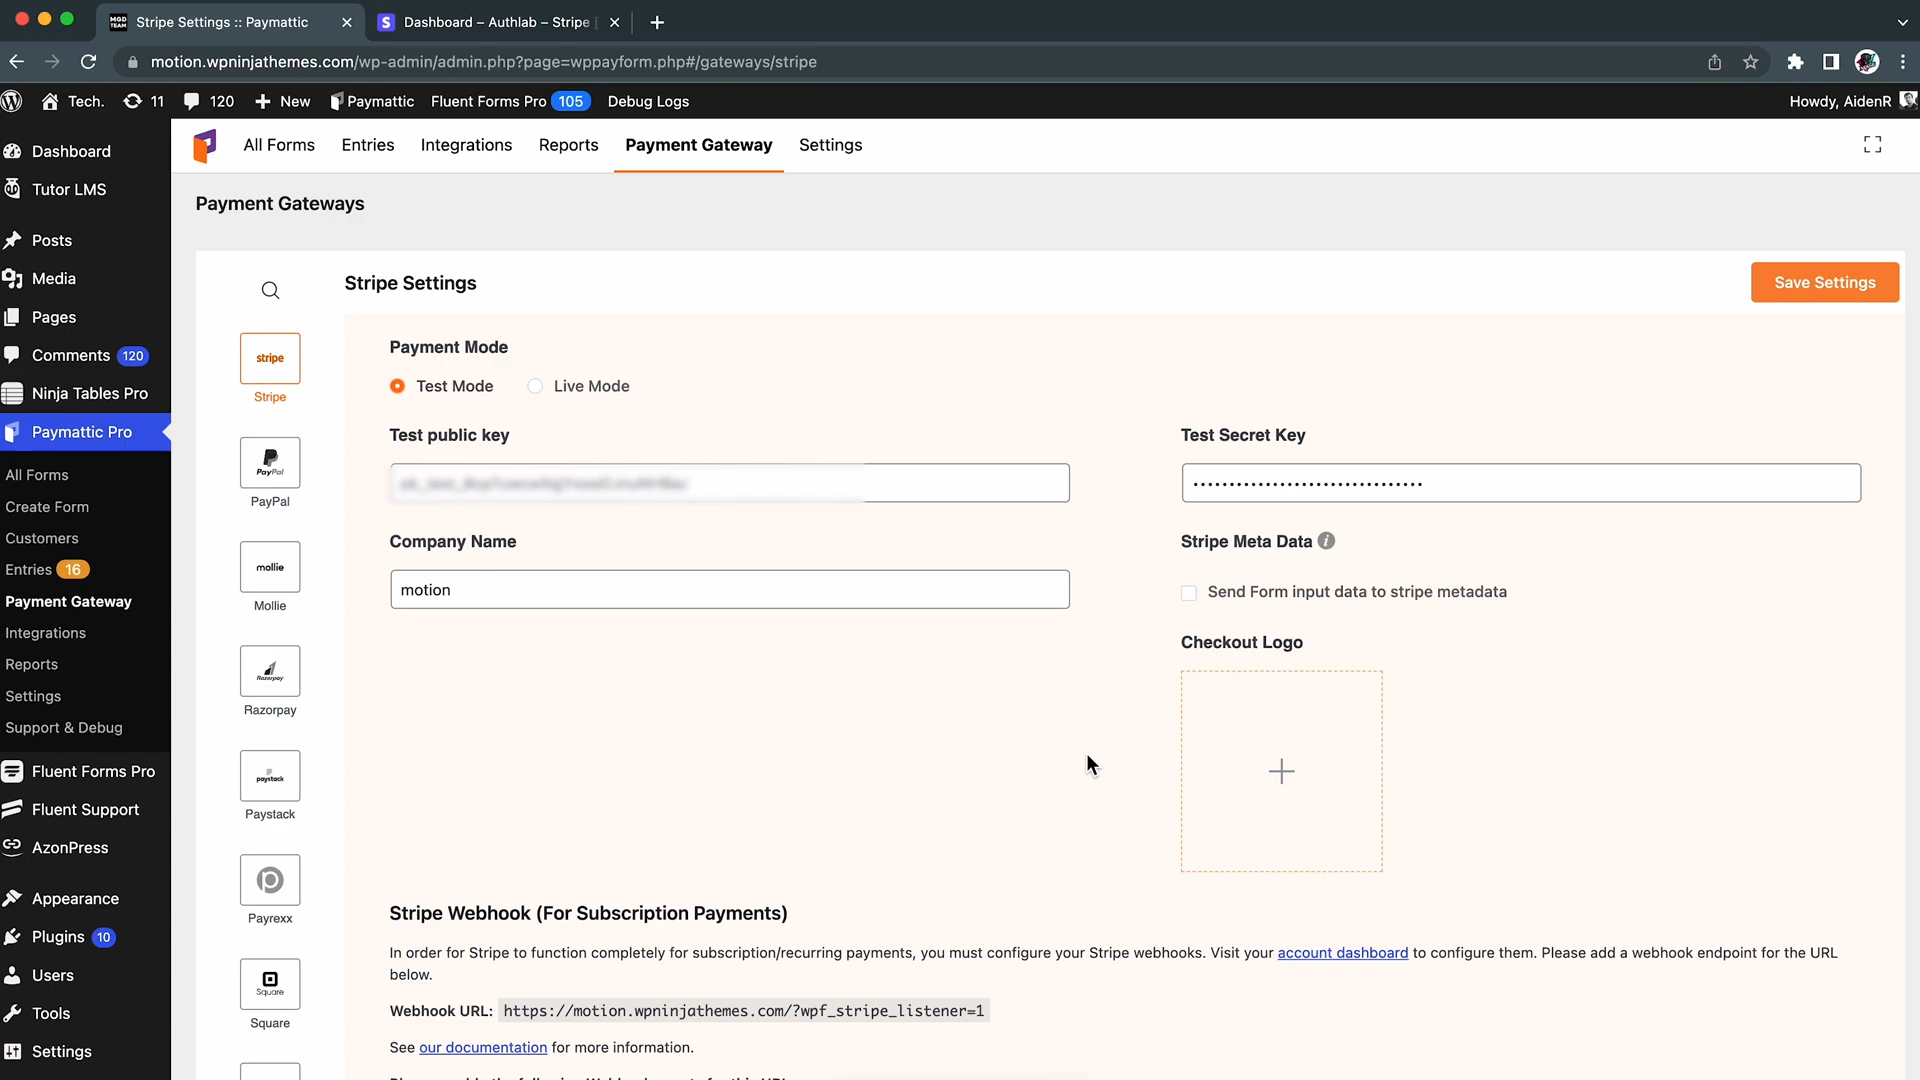 Stripe Settings :: Paymattic
Dashboard – Authlab – Stripe [
motion.wpninjathemes.com/wp-admin/admin.php?page=wppayform.php#/gateways/stripe
Tech.
11
120
New
Paymattic
Fluent Forms Pro 105
Debug Logs
Howdy, AidenR
Dashboard
Tutor LMS
Posts
Media
Pages
Comments 120
Ninja Tables Pro
Paymattic Pro
All Forms
Create Form
Customers
Entries 16
Payment Gateway
Integrations
Reports
Settings
Support & Debug
Fluent Forms Pro
Fluent Support
AzonPress
Appearance
Plugins 10
Users
Tools
Settings
All Forms
Entries
Integrations
Reports
Payment Gateway
Settings
Payment Gateways
stripe
Stripe
PayPal
PayPal
mollie
Mollie
Razorpay
Razorpay
paystack
Paystack
Payrexx
Square
Square
Stripe Settings
Save Settings
Payment Mode
Test Mode
Live Mode
Test public key
Test Secret Key
Company Name
motion
Stripe Meta Data
Send Form input data to stripe metadata
Checkout Logo
Stripe Webhook (For Subscription Payments)
In order for Stripe to function completely for subscription/recurring payments, you must configure your Stripe webhooks. Visit your account dashboard to configure them. Please add a webhook endpoint for the URL
below.
Webhook URL: https://motion.wpninjathemes.com/?wpf_stripe_listener=1
See our documentation for more information.